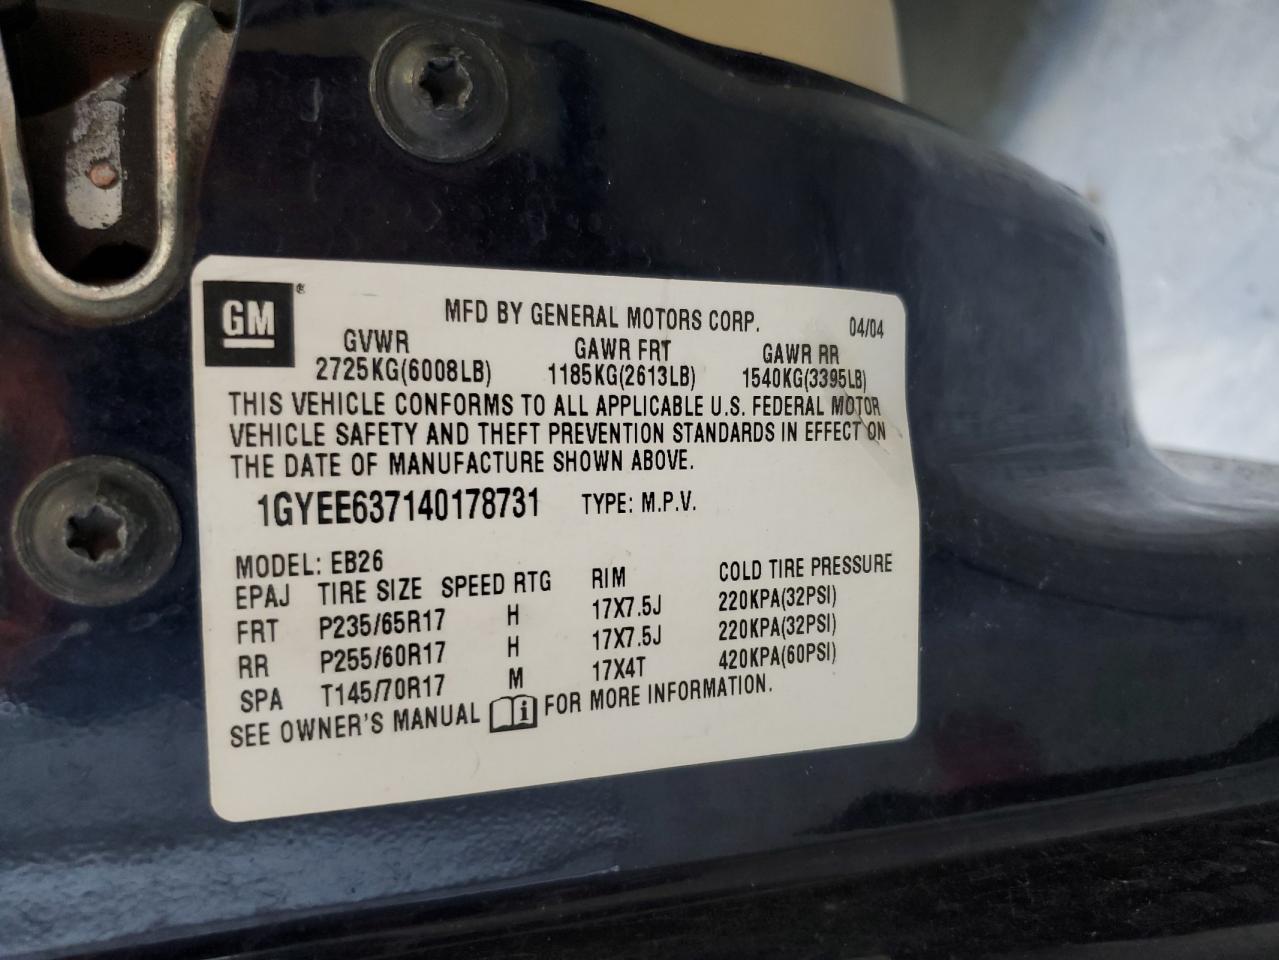 GM ®
MFD BY GENERAL MOTORS CORP. 04/04
GVWR GAWR FRT GAWR RR
2725KG(6008LB) 1185KG(2613LB) 1540KG(3395LB)
THIS VEHICLE CONFORMS TO ALL APPLICABLE U.S. FEDERAL MOTOR
VEHICLE SAFETY AND THEFT PREVENTION STANDARDS IN EFFECT ON
THE DATE OF MANUFACTURE SHOWN ABOVE.
1GYEE637140178731 TYPE: M.P.V.
MODEL: EB26
EPAJ TIRE SIZE SPEED RTG RIM COLD TIRE PRESSURE
FRT P235/65R17 H 17X7.5J 220KPA(32PSI)
RR P255/60R17 H 17X7.5J 220KPA(32PSI)
SPA T145/70R17 M 17X4T 420KPA(60PSI)
SEE OWNER'S MANUAL i FOR MORE INFORMATION.